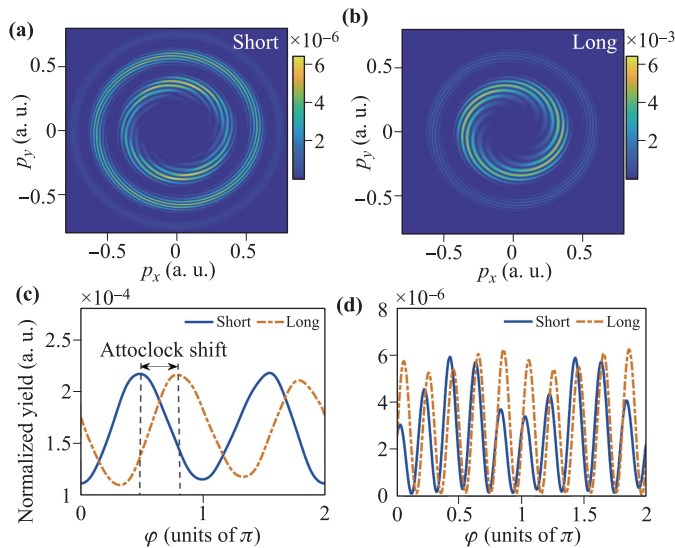 (a)
Short
×10⁻⁶
0.5
0
−0.5
p_y (a. u.)
−0.5
0
0.5
p_x (a. u.)
6
4
2
(b)
Long
×10⁻³
0.5
0
−0.5
p_y (a. u.)
−0.5
0
0.5
p_x (a. u.)
6
4
2
(c)
×10⁻⁴
Short
Long
Attoclock shift
2.5
2
1.5
1
Normalized yield (a. u.)
0
1
2
φ (units of π)
(d)
×10⁻⁶
Short
Long
8
6
4
2
0
0
0.5
1
1.5
2
φ (units of π)